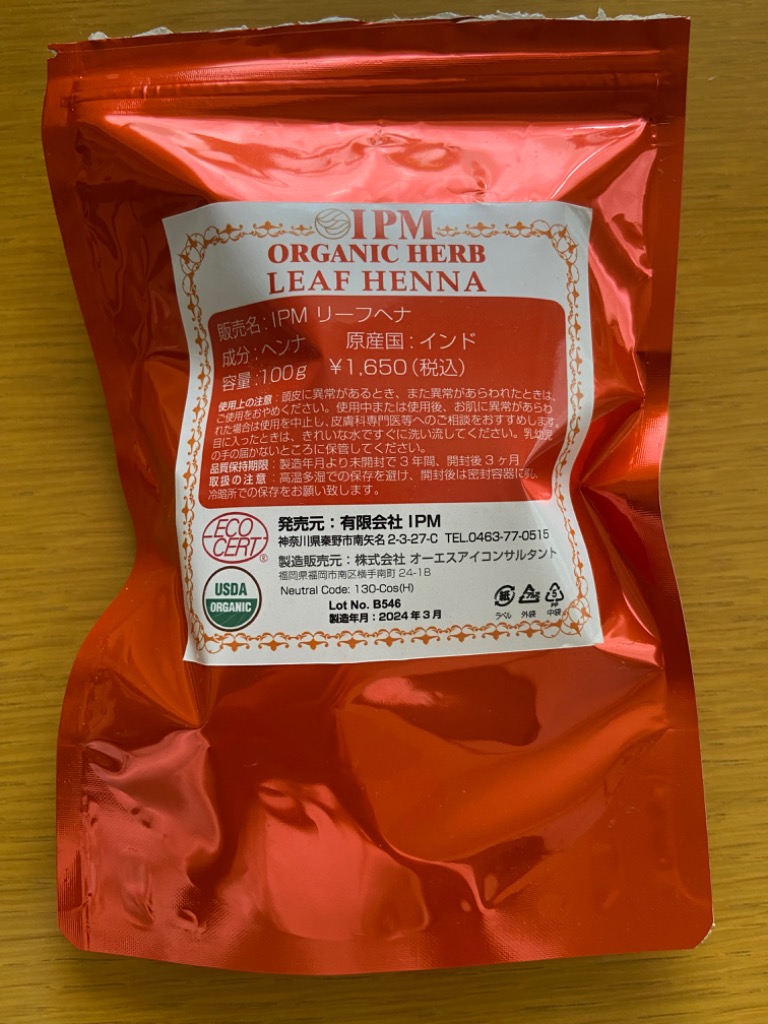 IPM
ORGANIC HERB
LEAF HENNA
販売名:IPM リーフヘナ
成分:ヘンナ 原産国:インド
容量:100g ¥1,650(税込)
使用上の注意:頭皮に異常があるとき、また異常があらわれたときは、
ご使用をおやめください。使用中または使用後、お肌に異常があらわ
れた場合は使用を中止し、皮膚科専門医等へのご相談をおすすめします。
目に入ったときは、きれいな水ですぐに洗い流してください。乳幼児
の手の届かないところに保管してください。
品質保持期限:製造年月より未開封で3年間、開封後3ヶ月
取扱の注意:高温多湿での保存を避け、開封後は密封容器に
冷暗所での保存をお願い致します。
ECO
CERT
USDA
ORGANIC
発売元:有限会社 IPM
神奈川県秦野市南矢名 2-3-27-C TEL.0463-77-0515
製造販売元:株式会社 オーエスアイコンサルタント
福岡県福岡市南区横手南町 24-18
Neutral Code: 130-Cos(H)
Lot No. B546
製造年月:2024年3月
紙
ラベル
外袋
5
PP
中袋